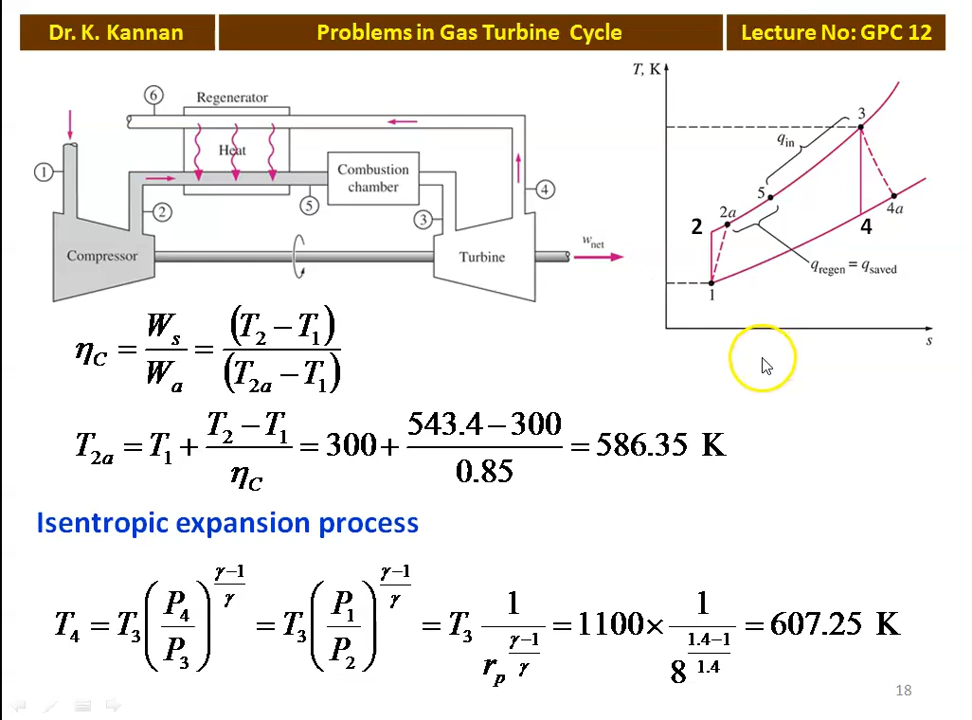 Dr. K. Kannan
Problems in Gas Turbine Cycle
Lecture No: GPC 12
6
Regenerator
Heat
1
2
5
Combustion
chamber
3
4
Compressor
Turbine
w_net
T, K
3
q_in
5
2a
2
4a
4
q_regen = q_saved
1
s
η_C = W_s / W_a = (T_2 − T_1) / (T_2a − T_1)
T_2a = T_1 + (T_2 − T_1) / η_C = 300 + (543.4 − 300) / 0.85 = 586.35 K
Isentropic expansion process
T_4 = T_3 (P_4 / P_3)^((γ−1)/γ) = T_3 (P_1 / P_2)^((γ−1)/γ) = T_3 1 / r_p^((γ−1)/γ) = 1100 × 1 / 8^((1.4−1)/1.4) = 607.25 K
18